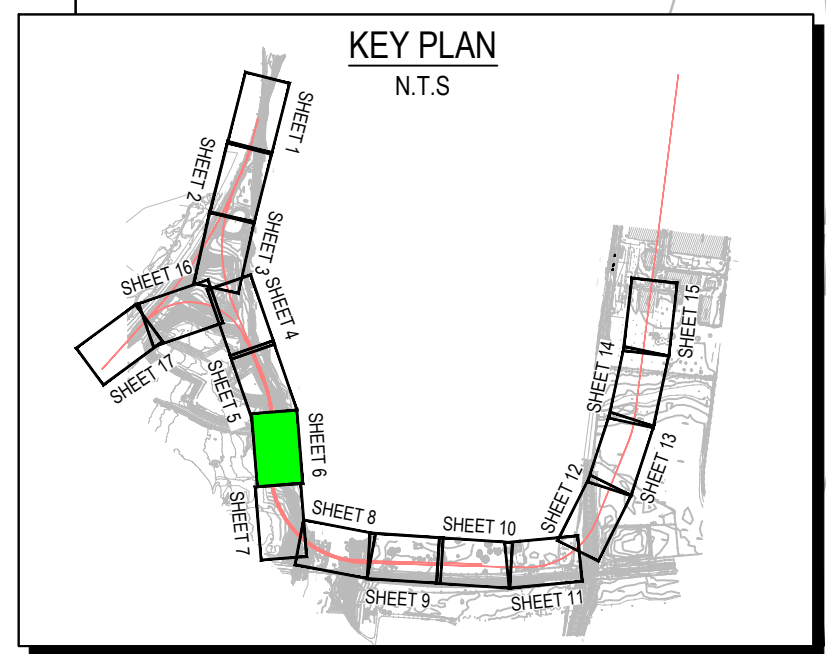 KEY PLAN
N.T.S
SHEET 1
SHEET 2
SHEET 3
SHEET 16
SHEET 4
SHEET 17
SHEET 5
SHEET 6
SHEET 7
SHEET 8
SHEET 9
SHEET 10
SHEET 11
SHEET 12
SHEET 13
SHEET 14
SHEET 15